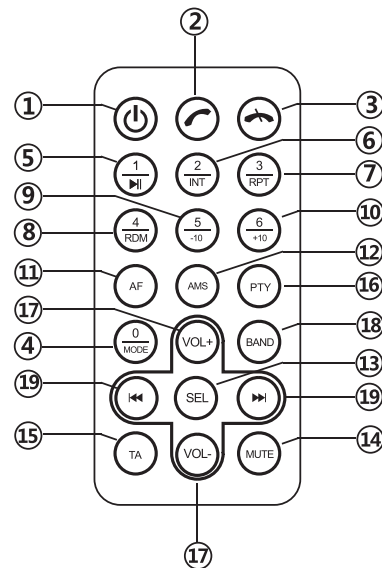 ②
① ③
⑤ 1 2 INT 3 RPT ⑥
⑦
⑨ 4 RDM 5 -10 6 +10 ⑩
⑧
⑪ AF AMS PTY ⑫
⑰ ⑯
0 MODE VOL+ BAND ⑱
④ ⑬
⑲ SEL ⑲
⑮ TA VOL- MUTE ⑭
⑰